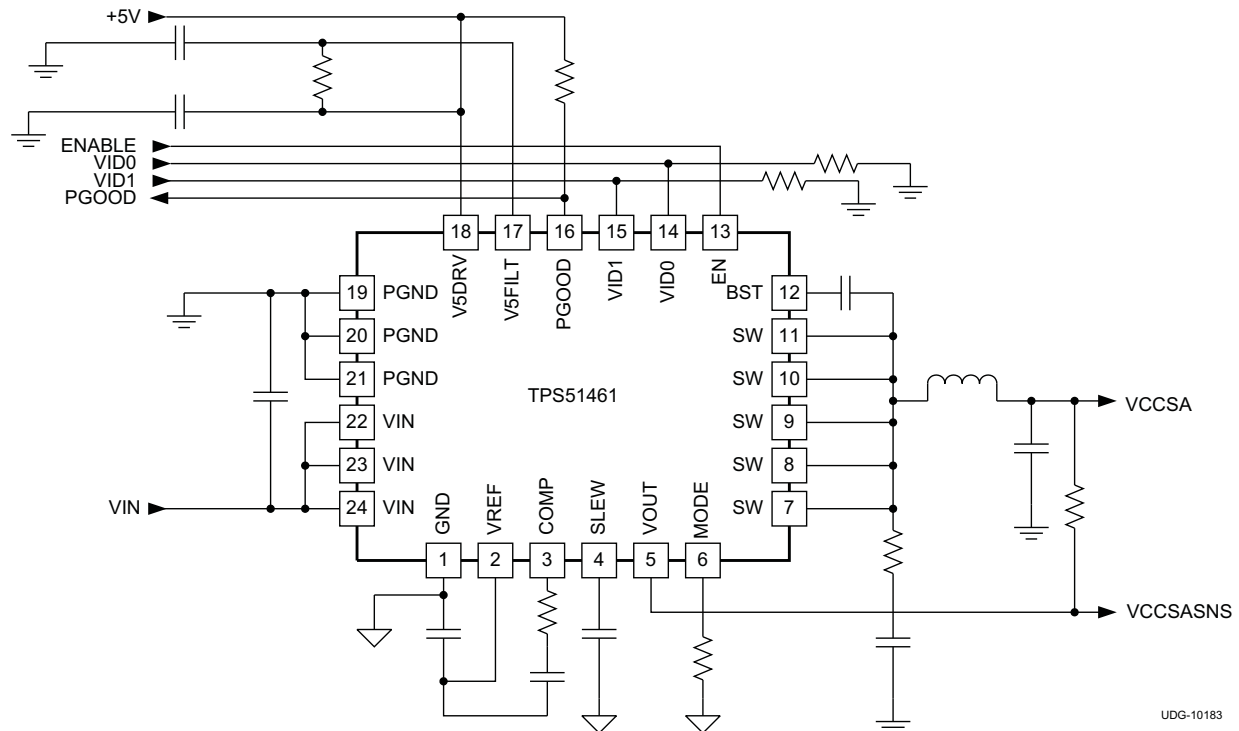 +5V
ENABLE
VID0
VID1
PGOOD
18 17 16 15 14 13
V5DRV V5FILT PGOOD VID1 VID0 EN
19 PGND
20 PGND
21 PGND
22 VIN
23 VIN
24 VIN
VIN
TPS51461
BST 12
SW 11
SW 10
SW 9
SW 8
SW 7
VCCSA
VCCSASNS
GND VREF COMP SLEW VOUT MODE
1 2 3 4 5 6
UDG-10183